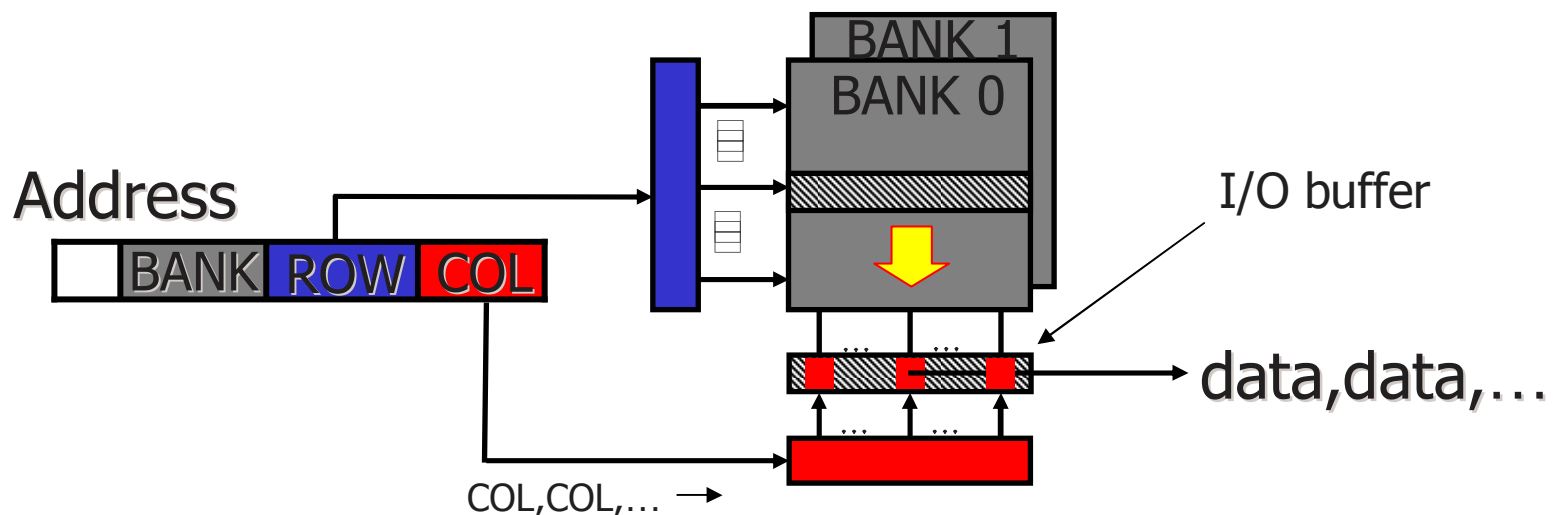 BANK 1
BANK 0
Address
I/O buffer
BANK ROW COL
… …
data,data,…
… …
COL,COL,…